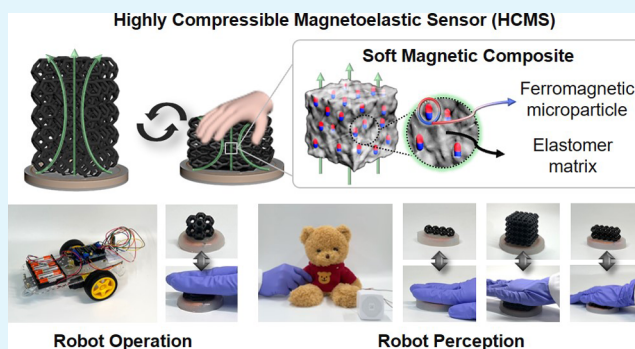 Highly Compressible Magnetoelastic Sensor (HCMS)
Soft Magnetic Composite
Ferromagnetic
microparticle
Elastomer
matrix
Robot Operation
Robot Perception